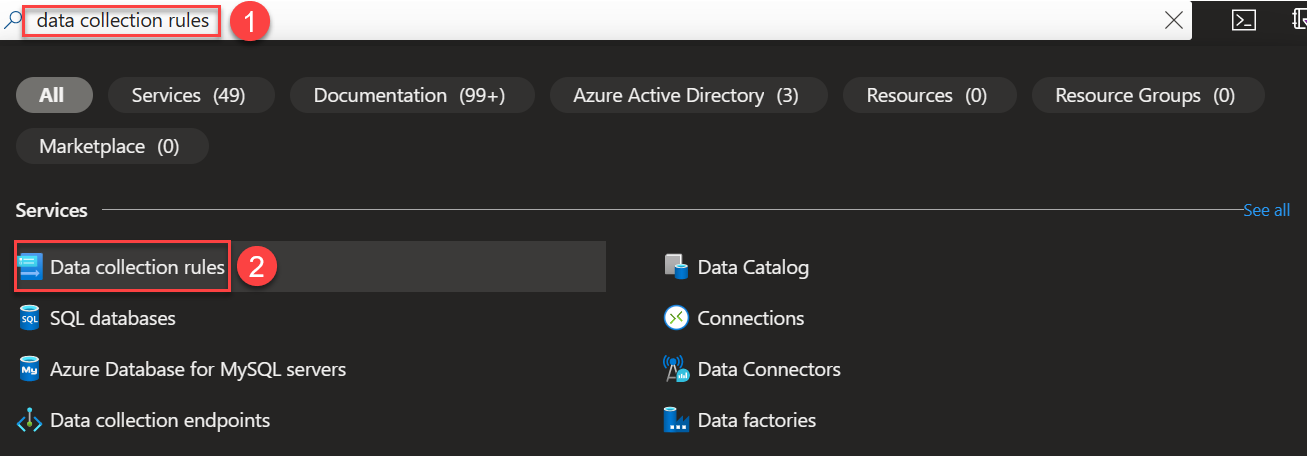 data collection rules 1
All Services (49) Documentation (99+) Azure Active Directory (3) Resources (0) Resource Groups (0)
Marketplace (0)
Services See all
Data collection rules 2 Data Catalog
SQL databases Connections
Azure Database for MySQL servers Data Connectors
Data collection endpoints Data factories